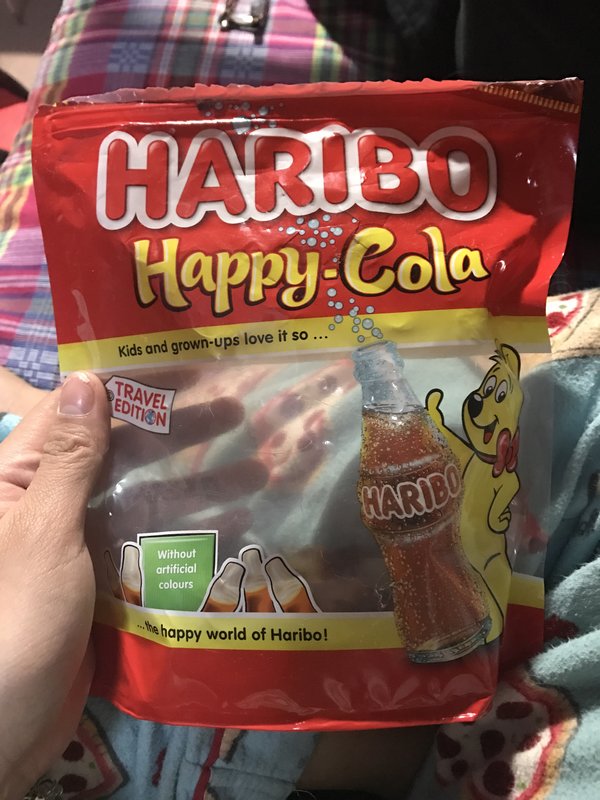 HARIBO
Happy-Cola
Kids and grown-ups love it so ...
TRAVEL
EDITION
HARIBO
Without
artificial
colours
...the happy world of Haribo!